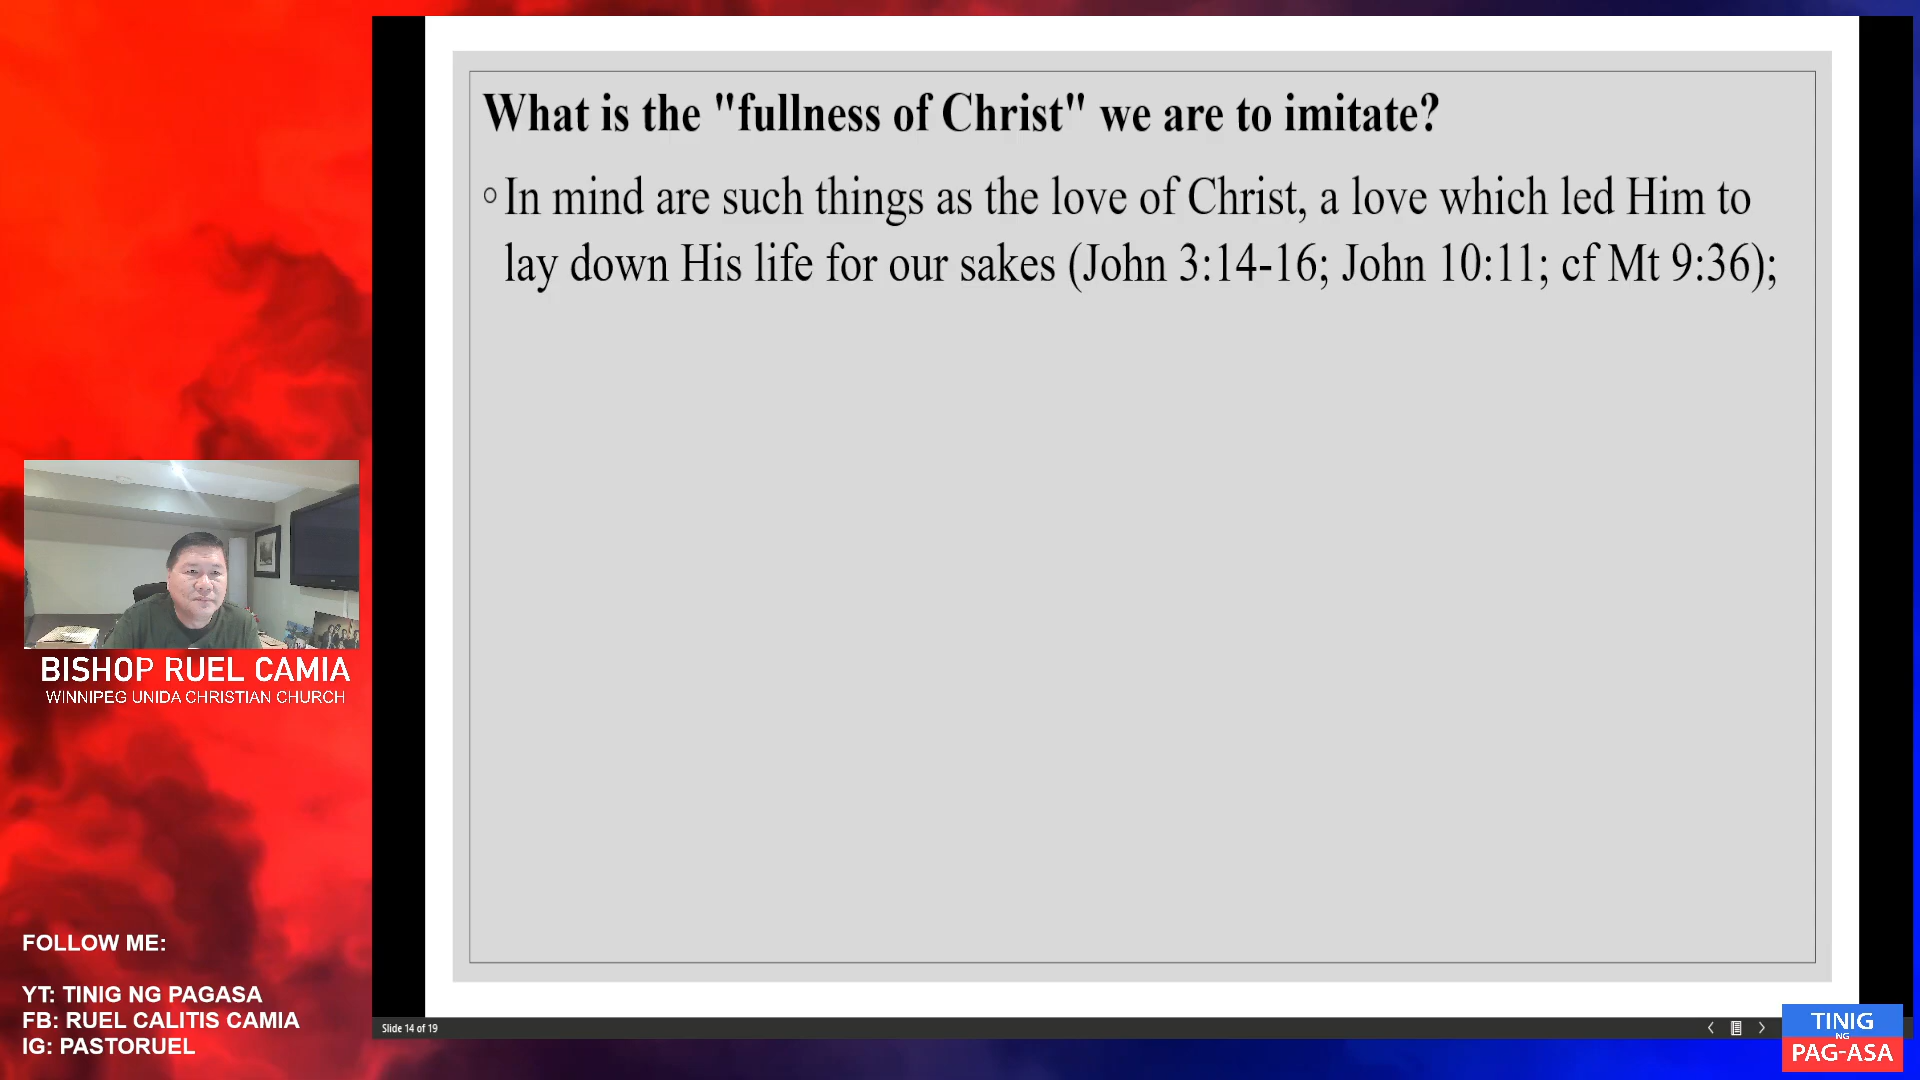 What is the "fullness of Christ" we are to imitate?
◦ In mind are such things as the love of Christ, a love which led Him to
lay down His life for our sakes (John 3:14-16; John 10:11; cf Mt 9:36);
BISHOP RUEL CAMIA
WINNIPEG UNIDA CHRISTIAN CHURCH
FOLLOW ME:
YT: TINIG NG PAGASA
FB: RUEL CALITIS CAMIA
IG: PASTORUEL
Slide 14 of 19
TINIG
NG
PAG-ASA